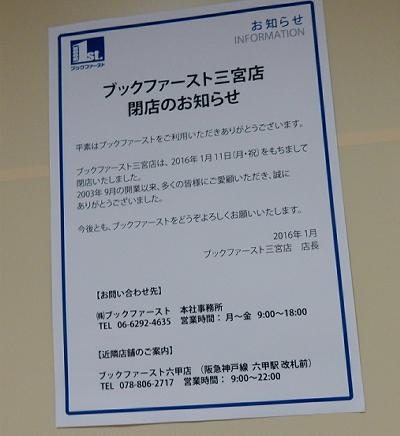 1st.
ブックファースト
お知らせ
INFORMATION
ブックファースト三宮店
閉店のお知らせ
平素はブックファーストをご利用いただきありがとうございます。
ブックファースト三宮店は、2016年1月11日(月・祝)をもちまして
閉店いたしました。
2003年9月の開業以来、多くの皆様にご愛顧いただき、誠に
ありがとうございました。
今後とも、ブックファーストをどうぞよろしくお願いいたします。
2016年1月
ブックファースト三宮店 店長
【お問い合わせ先】
㈱ブックファースト 本社事務所
TEL 06-6292-4635 営業時間：月～金 9:00～18:00
【近隣店舗のご案内】
ブックファースト六甲店 （阪急神戸線 六甲駅 改札前）
TEL 078-806-2717 営業時間： 9:00～22:00